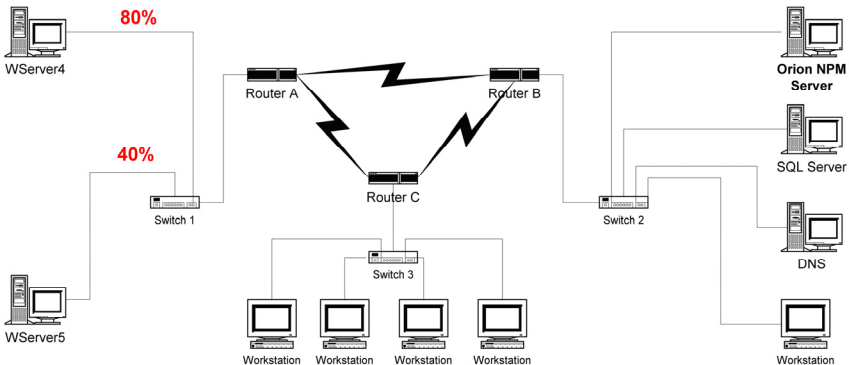 80%
WServer4
Router A
Router B
Orion NPM
Server
40%
SQL Server
Router C
Switch 1
Switch 2
Switch 3
DNS
WServer5
Workstation
Workstation
Workstation
Workstation
Workstation